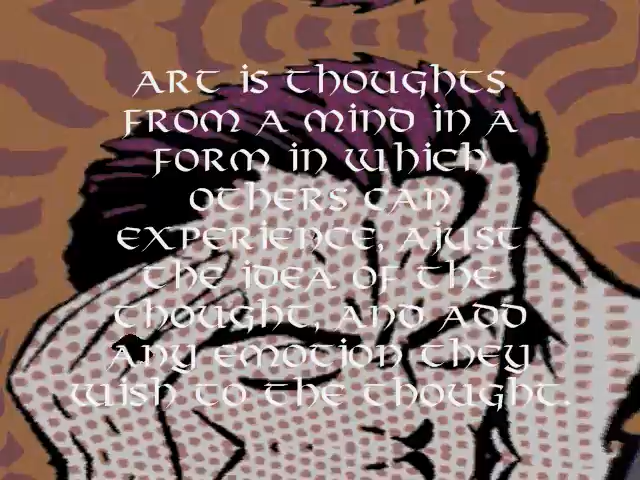 ART IS THOUGHTS
FROM A MIND IN A
FORM IN WHICH
OTHERS CAN
EXPERIENCE, AJUST
THE IDEA OF THE
THOUGHT, AND ADD
ANY EMOTION THEY
WISH TO THE THOUGHT.